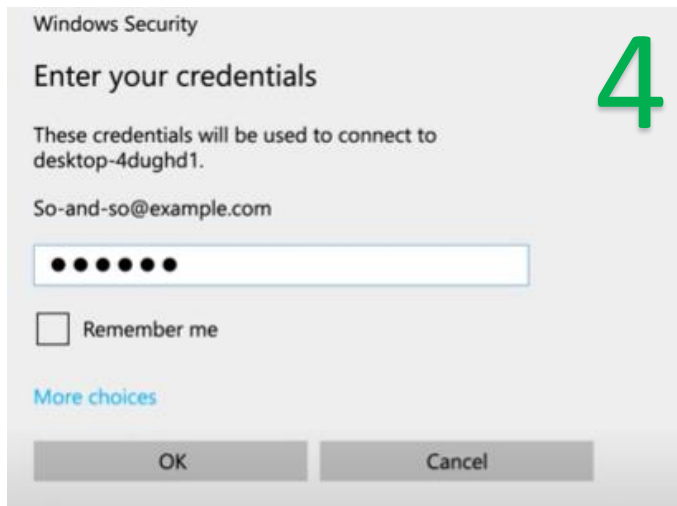 Windows Security
4
Enter your credentials
These credentials will be used to connect to
desktop-4dughd1.
So-and-so@example.com
●●●●●●
Remember me
More choices
OK Cancel